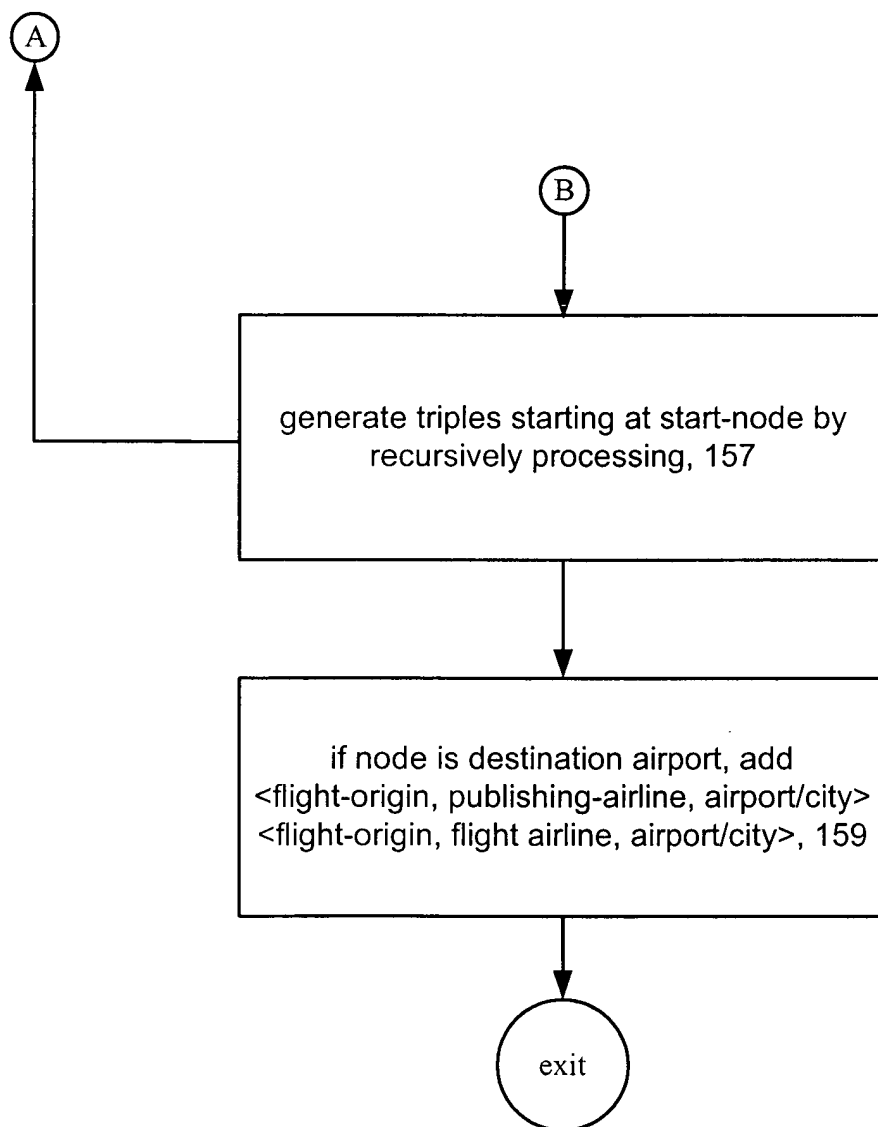 A
B
generate triples starting at start-node by
recursively processing, 157
if node is destination airport, add
<flight-origin, publishing-airline, airport/city>
<flight-origin, flight airline, airport/city>, 159
exit